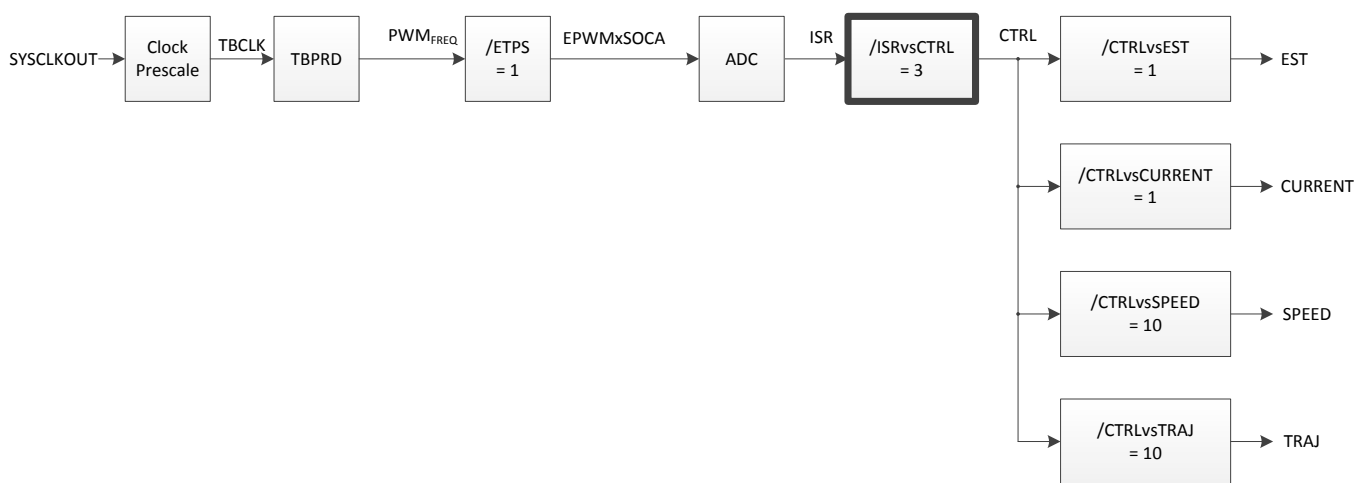 SYSCLKOUT
Clock
Prescale
TBCLK
TBPRD
PWMFREQ
/ETPS
= 1
EPWMxSOCA
ADC
ISR
/ISRvsCTRL
= 3
CTRL
/CTRLvsEST
= 1
EST
/CTRLvsCURRENT
= 1
CURRENT
/CTRLvsSPEED
= 10
SPEED
/CTRLvsTRAJ
= 10
TRAJ